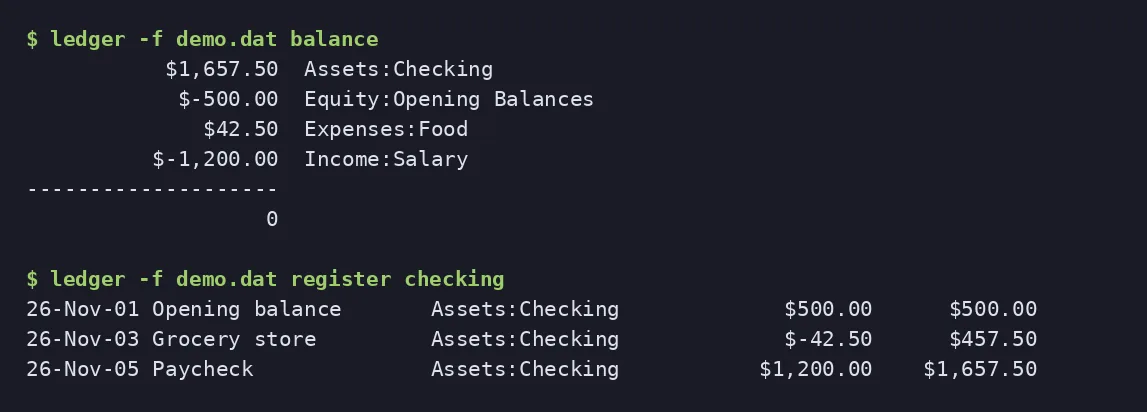 $ ledger -f demo.dat balance
           $1,657.50  Assets:Checking
            $-500.00  Equity:Opening Balances
              $42.50  Expenses:Food
          $-1,200.00  Income:Salary
--------------------
                   0

$ ledger -f demo.dat register checking
26-Nov-01 Opening balance       Assets:Checking             $500.00      $500.00
26-Nov-03 Grocery store         Assets:Checking             $-42.50      $457.50
26-Nov-05 Paycheck              Assets:Checking           $1,200.00    $1,657.50